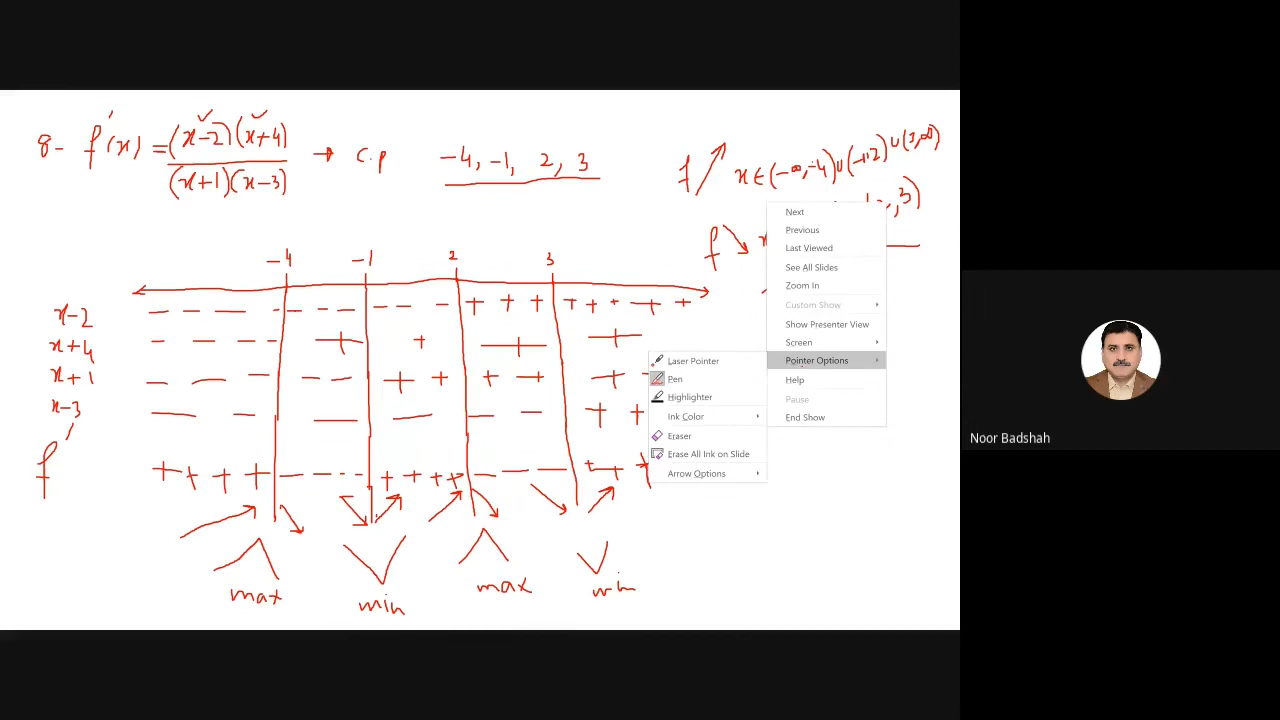 8- f'(x) = (x-2)(x+4) / (x+1)(x-3) → C.P -4, -1, 2, 3
f ↗ x∈(-∞,-4)∪(-1,2)∪(3,∞)
f ↘
, 3)
-4 -1 2 3
x-2 - - - - - - - - - - + + + + + + + +
x+4 - - - - + + + +
x+1 - - - - - + + + + +
x-3 - - - - - - - + +
f' + + + + - - - - + + + + - - - + + +
max min max min
Next
Previous
Last Viewed
See All Slides
Zoom In
Custom Show
Show Presenter View
Screen
Pointer Options
Help
Pause
End Show
Laser Pointer
Pen
Highlighter
Ink Color
Eraser
Erase All Ink on Slide
Arrow Options
Noor Badshah